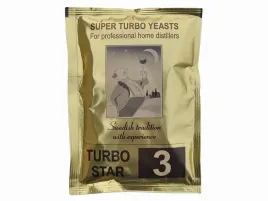 SUPER TURBO YEASTS
For professional home distillers
Swedish tradition
with experience
TURBO
STAR
3